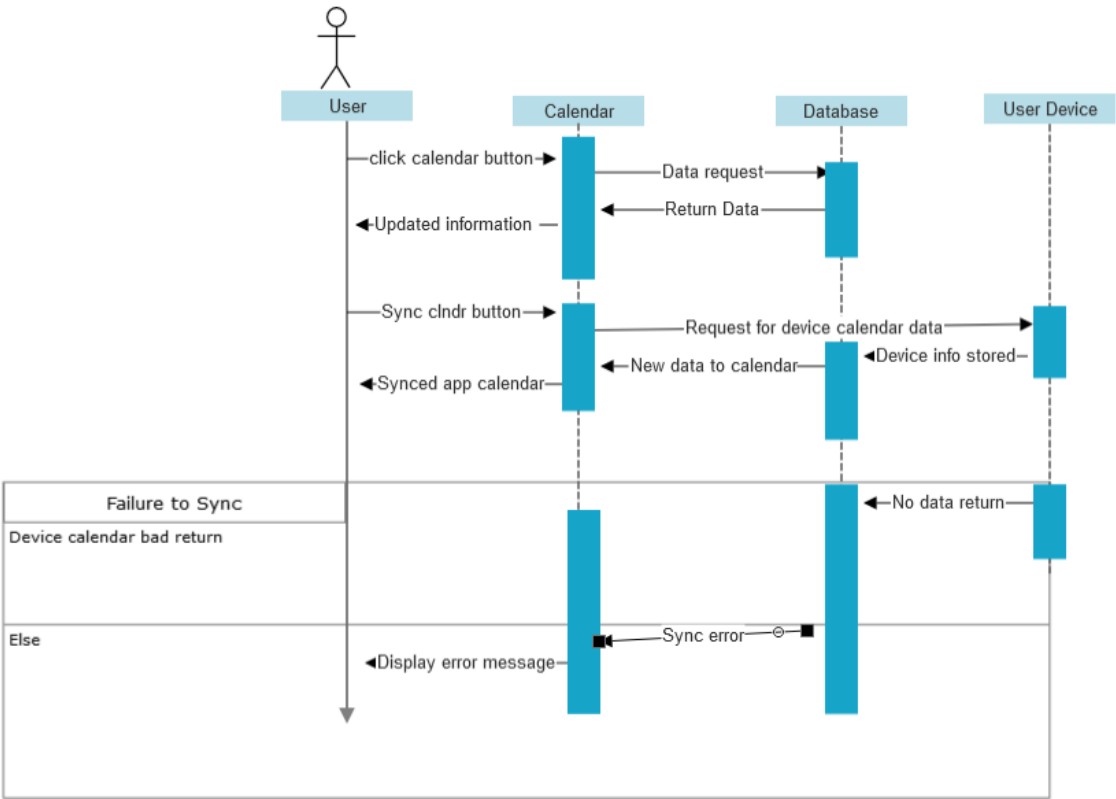 User
Calendar
Database
User Device
click calendar button
Data request
Return Data
Updated information
Sync clndr button
Request for device calendar data
Device info stored
New data to calendar
Synced app calendar
Failure to Sync
No data return
Device calendar bad return
Else
Sync error
Display error message